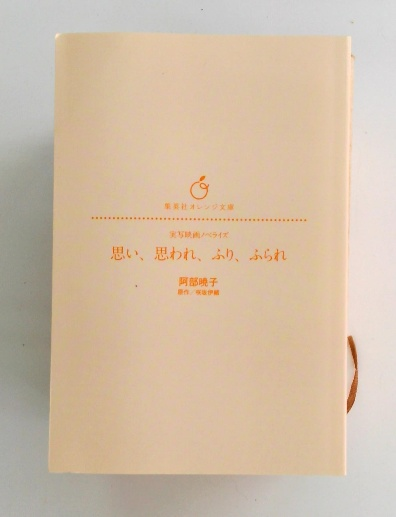 集英社オレンジ文庫
実写映画ノベライズ
思い、思われ、ふり、ふられ
阿部暁子
原作／咲坂伊緒